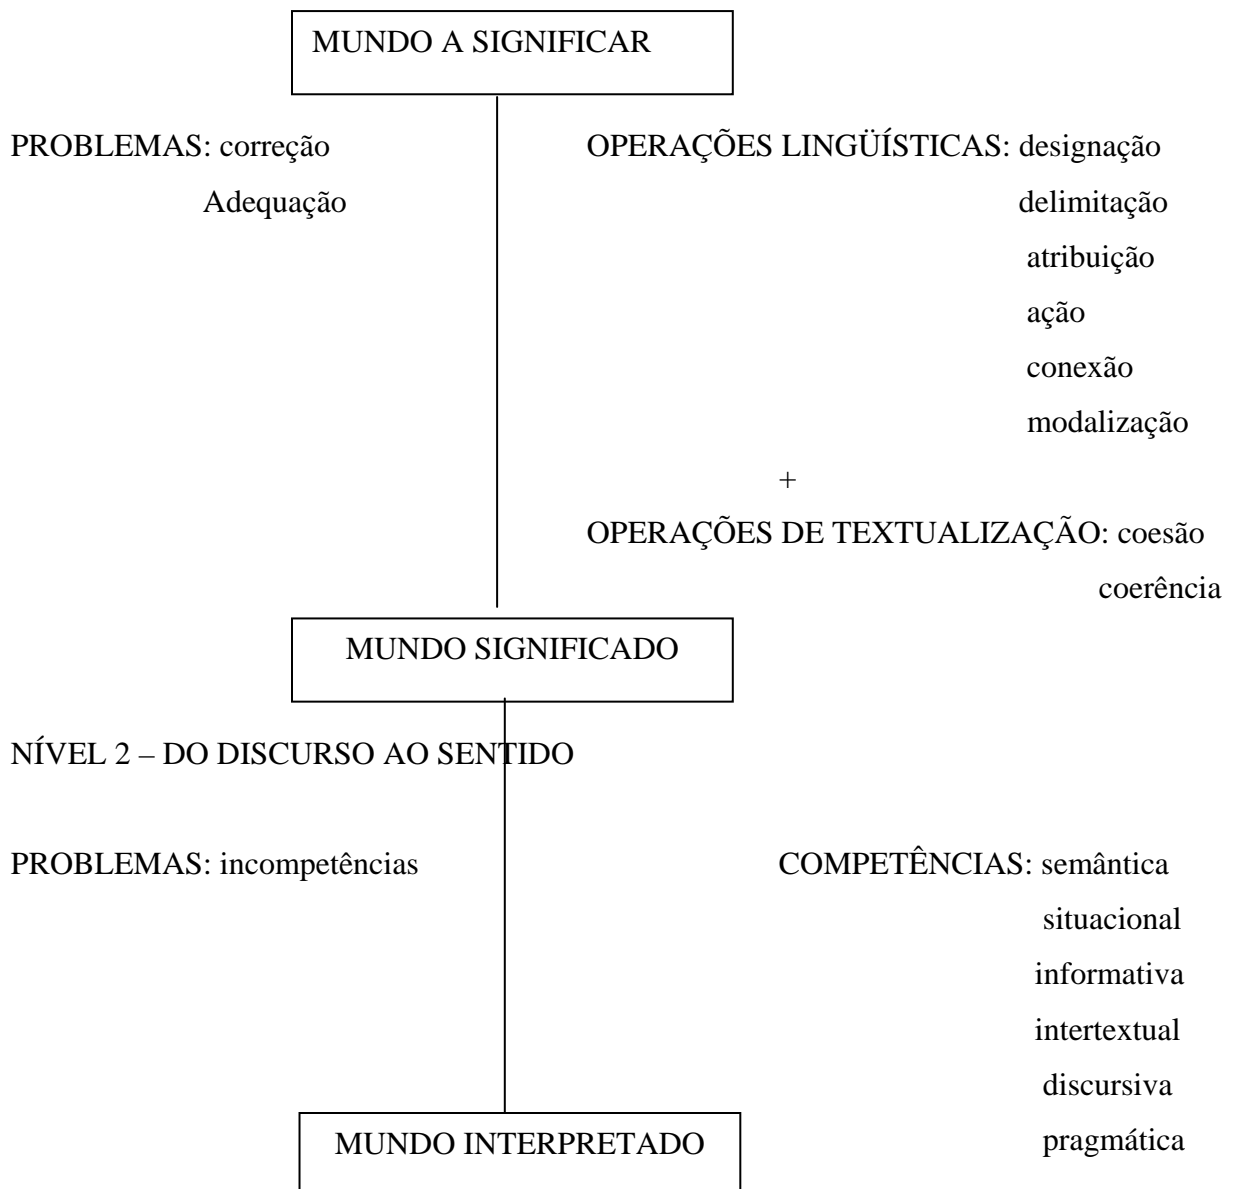 MUNDO A SIGNIFICAR
PROBLEMAS: correção OPERAÇÕES LINGÜÍSTICAS: designação
Adequação delimitação
atribuição
ação
conexão
modalização
+
OPERAÇÕES DE TEXTUALIZAÇÃO: coesão
coerência
MUNDO SIGNIFICADO
NÍVEL 2 – DO DISCURSO AO SENTIDO
PROBLEMAS: incompetências COMPETÊNCIAS: semântica
situacional
informativa
intertextual
discursiva
pragmática
MUNDO INTERPRETADO